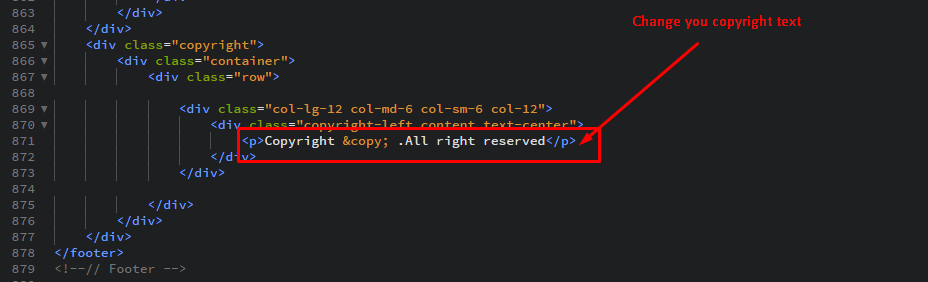 Change you copyright text
863 </div>
864 </div>
865 ▼ <div class="copyright">
866 ▼ <div class="container">
867 ▼ <div class="row">
868
869 ▼ <div class="col-lg-12 col-md-6 col-sm-6 col-12">
870 ▼ <div class="copyright-left content text-center">
871 <p>Copyright &copy; .All right reserved</p>
872 </div>
873 </div>
874
875 </div>
876 </div>
877 </div>
878 </footer>
879 <!--// Footer -->